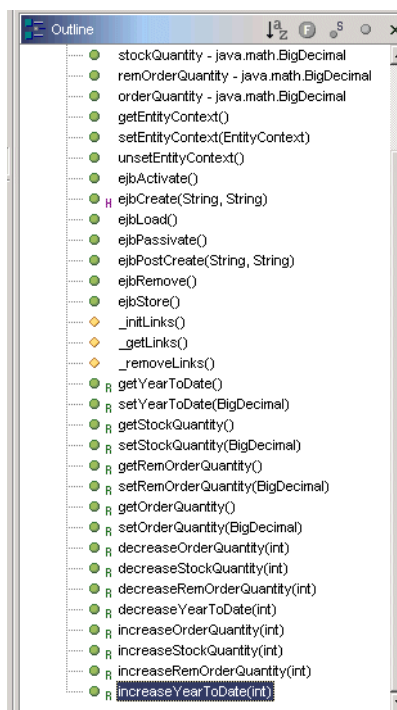 Outline
stockQuantity - java.math.BigDecimal
remOrderQuantity - java.math.BigDecimal
orderQuantity - java.math.BigDecimal
getEntityContext()
setEntityContext(EntityContext)
unsetEntityContext()
ejbActivate()
H ejbCreate(String, String)
ejbLoad()
ejbPassivate()
ejbPostCreate(String, String)
ejbRemove()
ejbStore()
_initLinks()
_getLinks()
_removeLinks()
R getYearToDate()
R setYearToDate(BigDecimal)
R getStockQuantity()
R setStockQuantity(BigDecimal)
R getRemOrderQuantity()
R setRemOrderQuantity(BigDecimal)
R getOrderQuantity()
R setOrderQuantity(BigDecimal)
R decreaseOrderQuantity(int)
R decreaseStockQuantity(int)
R decreaseRemOrderQuantity(int)
R decreaseYearToDate(int)
R increaseOrderQuantity(int)
R increaseStockQuantity(int)
R increaseRemOrderQuantity(int)
R increaseYearToDate(int)